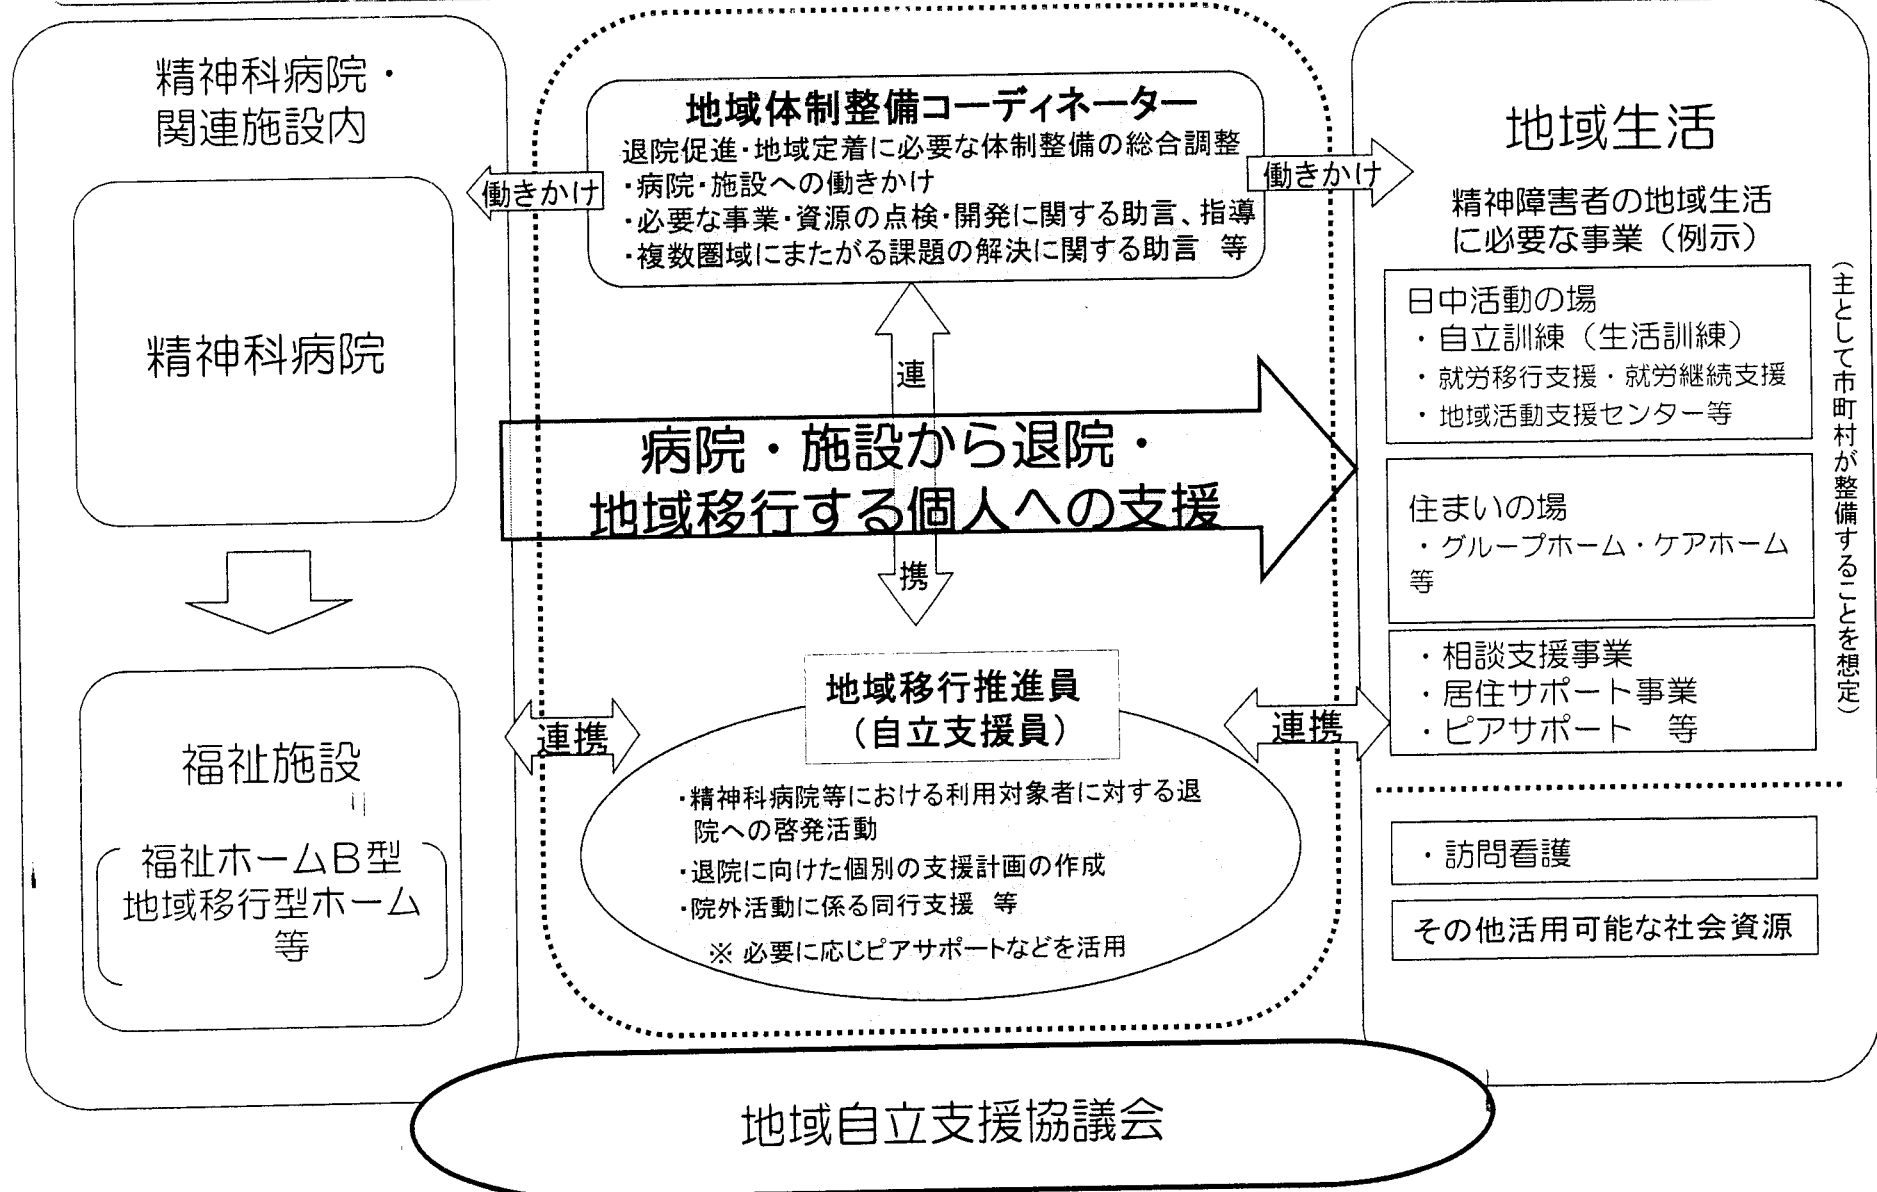 精神科病院・
関連施設内
精神科病院
福祉施設
福祉ホームB型
地域移行型ホーム
等
地域体制整備コーディネーター
退院促進・地域定着に必要な体制整備の総合調整
・病院・施設への働きかけ
・必要な事業・資源の点検・開発に関する助言、指導
・複数圏域にまたがる課題の解決に関する助言 等
働きかけ
働きかけ
連
病院・施設から退院・
地域移行する個人への支援
携
地域移行推進員
（自立支援員）
連携
連携
・精神科病院等における利用対象者に対する退
院への啓発活動
・退院に向けた個別の支援計画の作成
・院外活動に係る同行支援 等
※ 必要に応じピアサポートなどを活用
地域生活
精神障害者の地域生活
に必要な事業（例示）
日中活動の場
・自立訓練（生活訓練）
・就労移行支援・就労継続支援
・地域活動支援センター等
住まいの場
・グループホーム・ケアホーム
等
・相談支援事業
・居住サポート事業
・ピアサポート 等
（主として市町村が整備することを想定）
・訪問看護
その他活用可能な社会資源
地域自立支援協議会